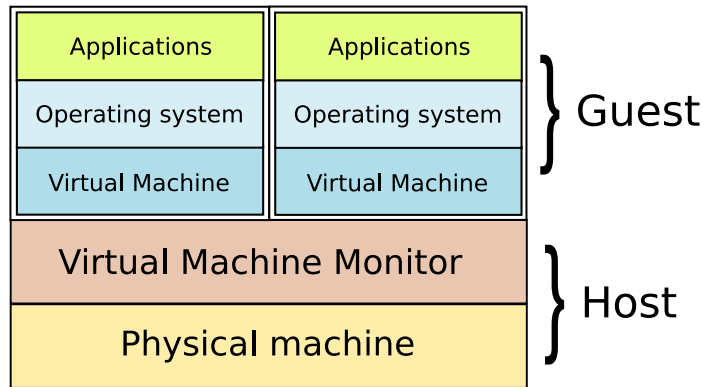 Applications
Applications
Operating system
Operating system
Virtual Machine
Virtual Machine
Guest
Virtual Machine Monitor
Physical machine
Host